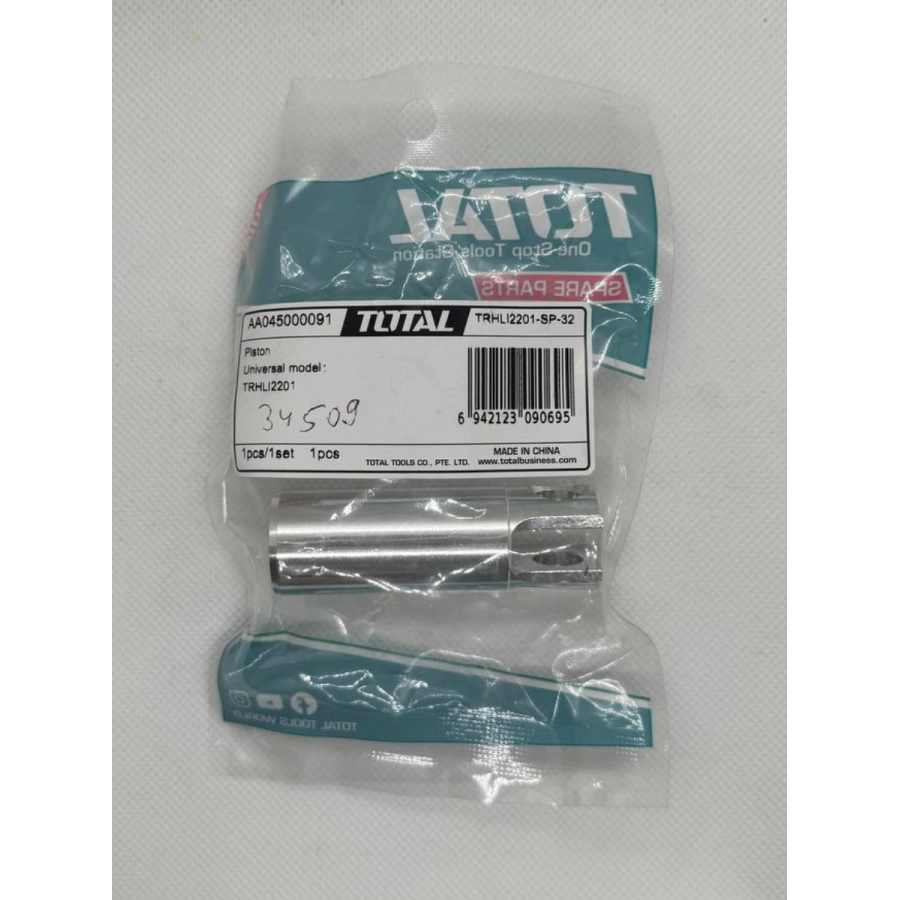 TOTAL
One-Stop Tools Station
SPARE PARTS
AA045000091 TOTAL TRHLI2201-SP-32
Piston
Universal model:
TRHLI2201
34509
6 942123 090695
1pcs/1set 1pcs
MADE IN CHINA
TOTAL TOOLS CO., PTE. LTD. www.totalbusiness.com
TOTAL TOOLS WORLD